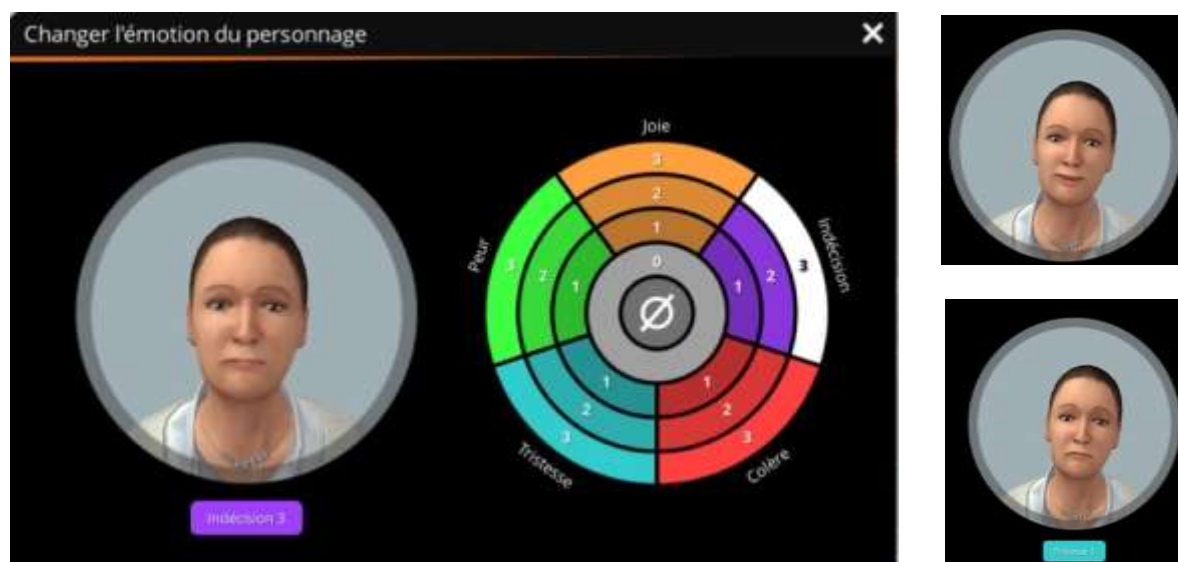 Changer l'émotion du personnage
Joie
3
2
1
0
Indécision
1
2
3
Peur
3
2
1
Tristesse
1
2
3
Colère
1
2
3
Indécision 3